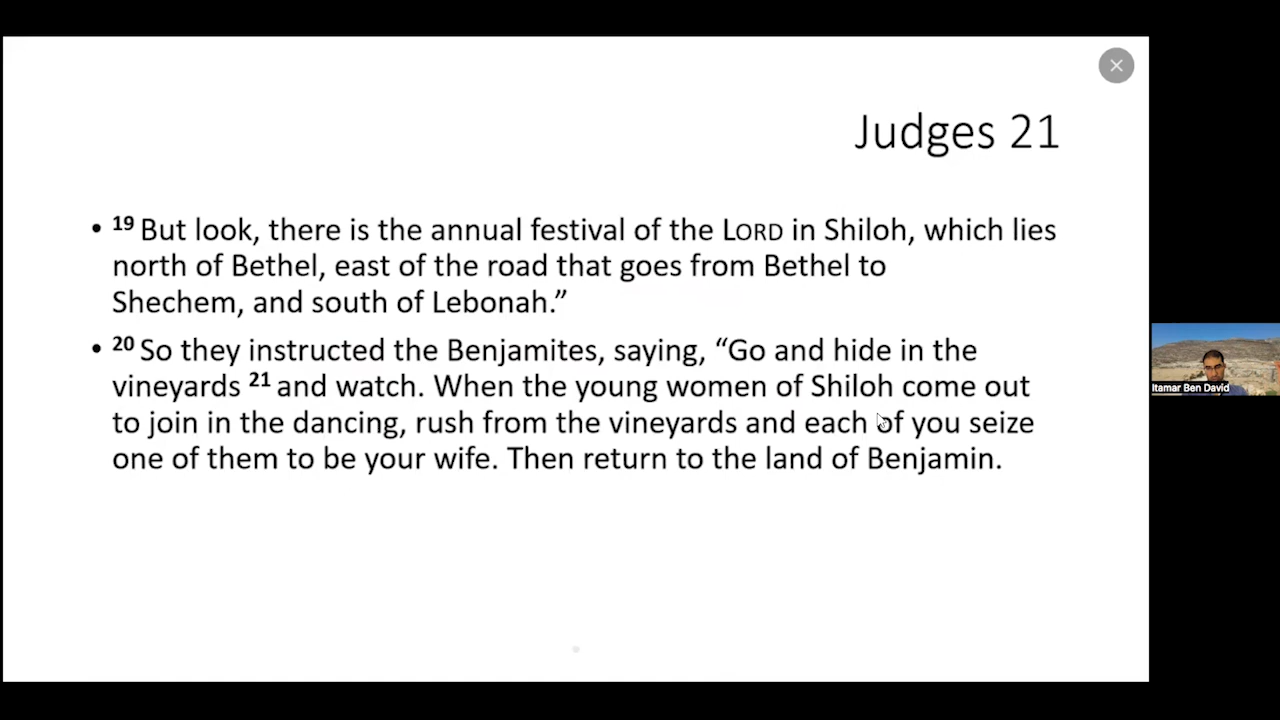 Judges 21
• 19 But look, there is the annual festival of the LORD in Shiloh, which lies
north of Bethel, east of the road that goes from Bethel to
Shechem, and south of Lebonah.”
• 20 So they instructed the Benjamites, saying, “Go and hide in the
vineyards 21 and watch. When the young women of Shiloh come out
to join in the dancing, rush from the vineyards and each of you seize
one of them to be your wife. Then return to the land of Benjamin.
Itamar Ben David